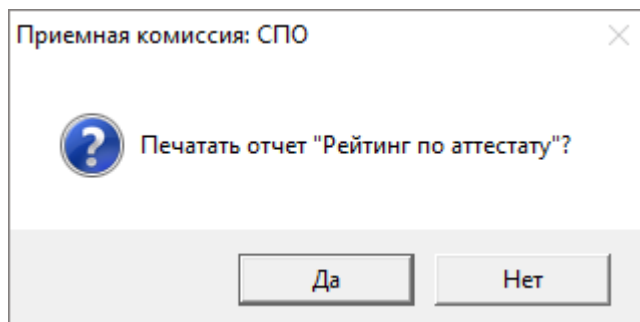 Приемная комиссия: СПО
Печатать отчет "Рейтинг по аттестату"?
Да
Нет